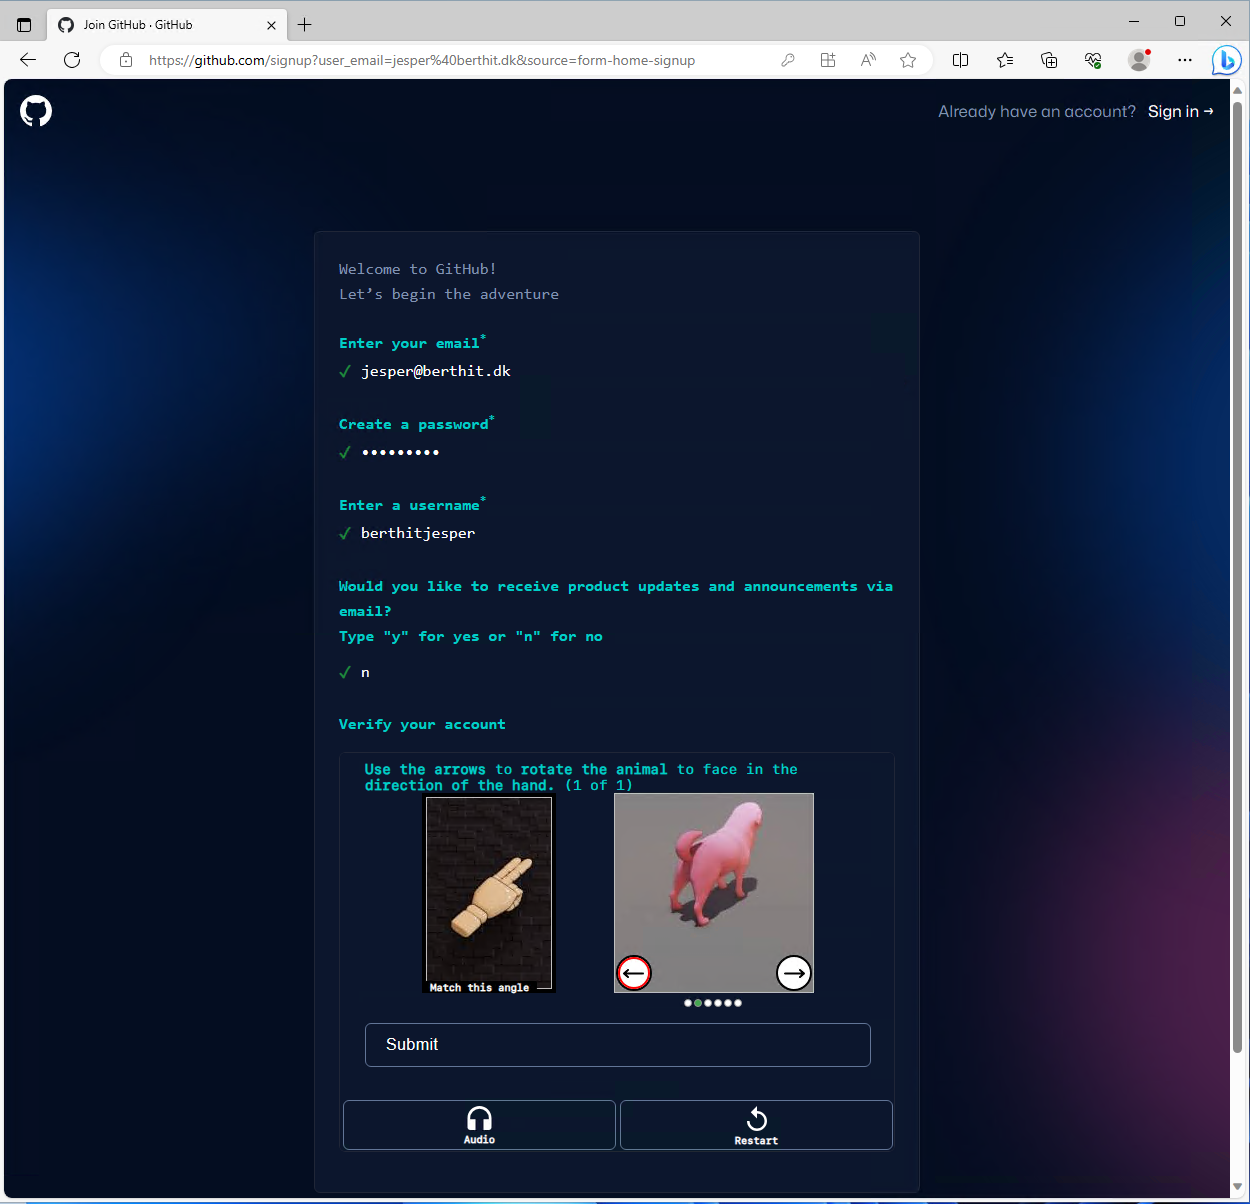 Join GitHub · GitHub
https://github.com/signup?user_email=jesper%40berthit.dk&source=form-home-signup
Already have an account? Sign in →
Welcome to GitHub!
Let’s begin the adventure
Enter your email*
✓ jesper@berthit.dk
Create a password*
✓ •••••••••
Enter a username*
✓ berthitjesper
Would you like to receive product updates and announcements via
email?
Type "y" for yes or "n" for no
✓ n
Verify your account
Use the arrows to rotate the animal to face in the
direction of the hand. (1 of 1)
Match this angle
Submit
Audio
Restart